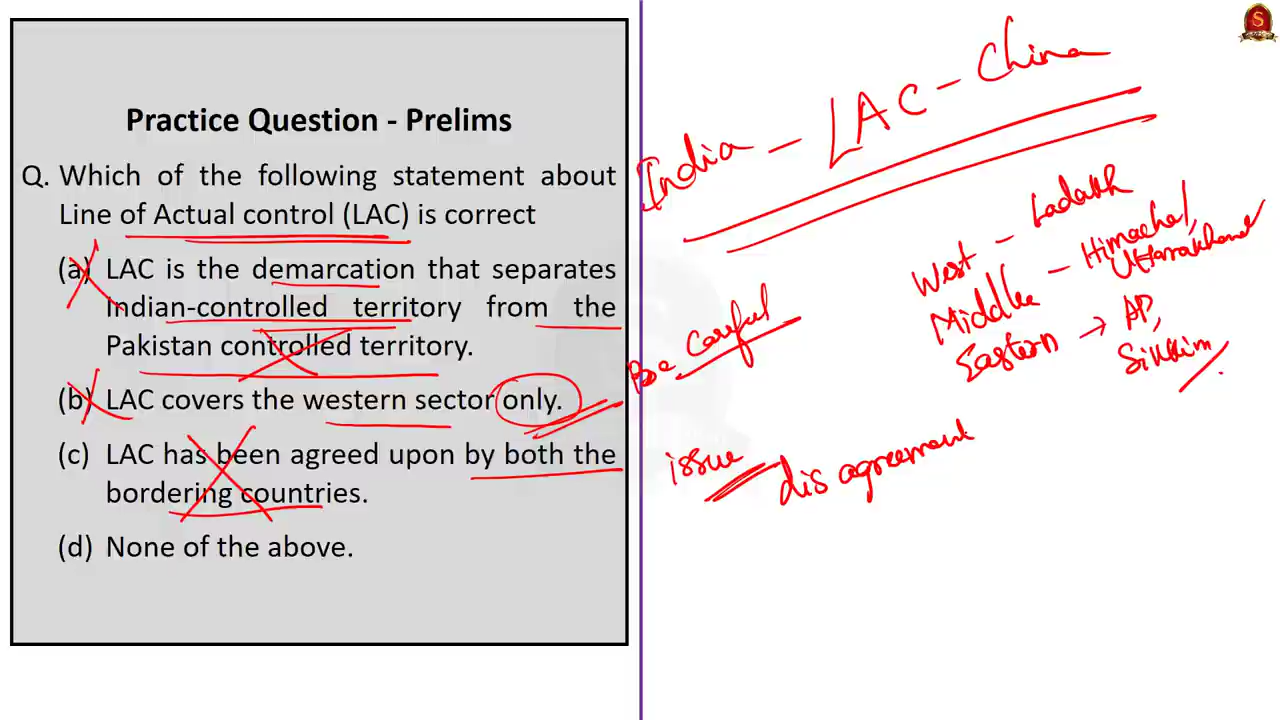 Practice Question - Prelims
Q. Which of the following statement about
Line of Actual control (LAC) is correct
(a) LAC is the demarcation that separates
Indian-controlled territory from the
Pakistan controlled territory.
(b) LAC covers the western sector only.
(c) LAC has been agreed upon by both the
bordering countries.
(d) None of the above.
India - LAC - China
West - Ladakh
Middle - Himachal,
Uttarakhand
Eastern → AP,
Sikkim
Be careful
issue
disagreement
S